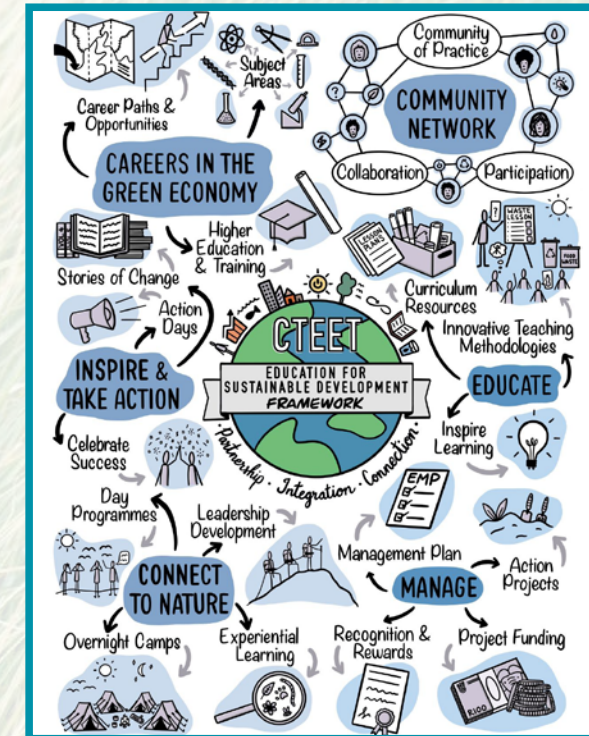 Career Paths &
Opportunities
Subject
Areas
CAREERS IN THE
GREEN ECONOMY
Higher
Education
& Training
Community
of Practice
?
COMMUNITY
NETWORK
Collaboration
Participation
Stories of Change
Action
Days
INSPIRE &
TAKE ACTION
Celebrate
Success
CTEET
EDUCATION FOR
SUSTAINABLE DEVELOPMENT
FRAMEWORK
Partnership · Integration · Connection
LESSON
PLANS
Curriculum
Resources
?
WASTE
LESSON
FOOD
WASTE
Innovative Teaching
Methodologies
EDUCATE
Inspire
Learning
Day
Programmes
Leadership
Development
CONNECT
TO NATURE
Overnight Camps
Experiential
Learning
EMP
Management Plan
MANAGE
Action
Projects
Recognition &
Rewards
Project Funding
R100